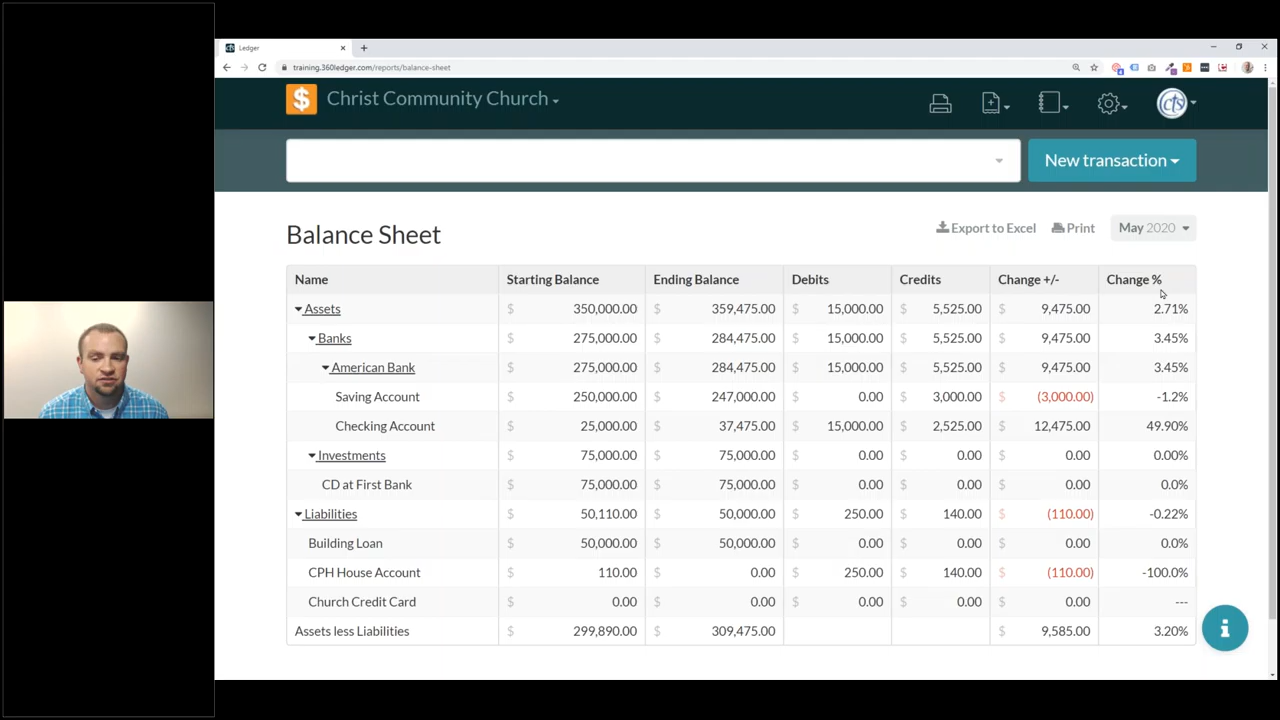 Ledger
training.360ledger.com/reports/balance-sheet
$ Christ Community Church
cts
New transaction
Balance Sheet
Export to Excel Print May 2020
Name Starting Balance Ending Balance Debits Credits Change +/- Change %
Assets $ 350,000.00 $ 359,475.00 $ 15,000.00 $ 5,525.00 $ 9,475.00 2.71%
Banks $ 275,000.00 $ 284,475.00 $ 15,000.00 $ 5,525.00 $ 9,475.00 3.45%
American Bank $ 275,000.00 $ 284,475.00 $ 15,000.00 $ 5,525.00 $ 9,475.00 3.45%
Saving Account $ 250,000.00 $ 247,000.00 $ 0.00 $ 3,000.00 $ (3,000.00) -1.2%
Checking Account $ 25,000.00 $ 37,475.00 $ 15,000.00 $ 2,525.00 $ 12,475.00 49.90%
Investments $ 75,000.00 $ 75,000.00 $ 0.00 $ 0.00 $ 0.00 0.00%
CD at First Bank $ 75,000.00 $ 75,000.00 $ 0.00 $ 0.00 $ 0.00 0.0%
Liabilities $ 50,110.00 $ 50,000.00 $ 250.00 $ 140.00 $ (110.00) -0.22%
Building Loan $ 50,000.00 $ 50,000.00 $ 0.00 $ 0.00 $ 0.00 0.0%
CPH House Account $ 110.00 $ 0.00 $ 250.00 $ 140.00 $ (110.00) -100.0%
Church Credit Card $ 0.00 $ 0.00 $ 0.00 $ 0.00 $ 0.00 ---
Assets less Liabilities $ 299,890.00 $ 309,475.00 $ 9,585.00 3.20%